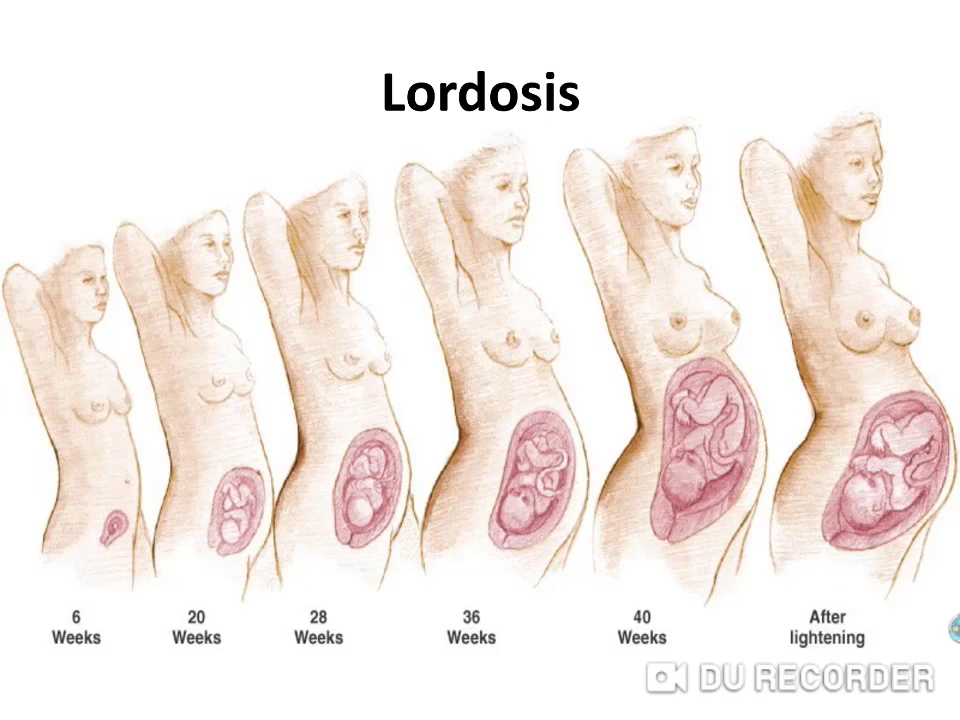 Lordosis
6 Weeks
20 Weeks
28 Weeks
36 Weeks
40 Weeks
After lightening
DU RECORDER